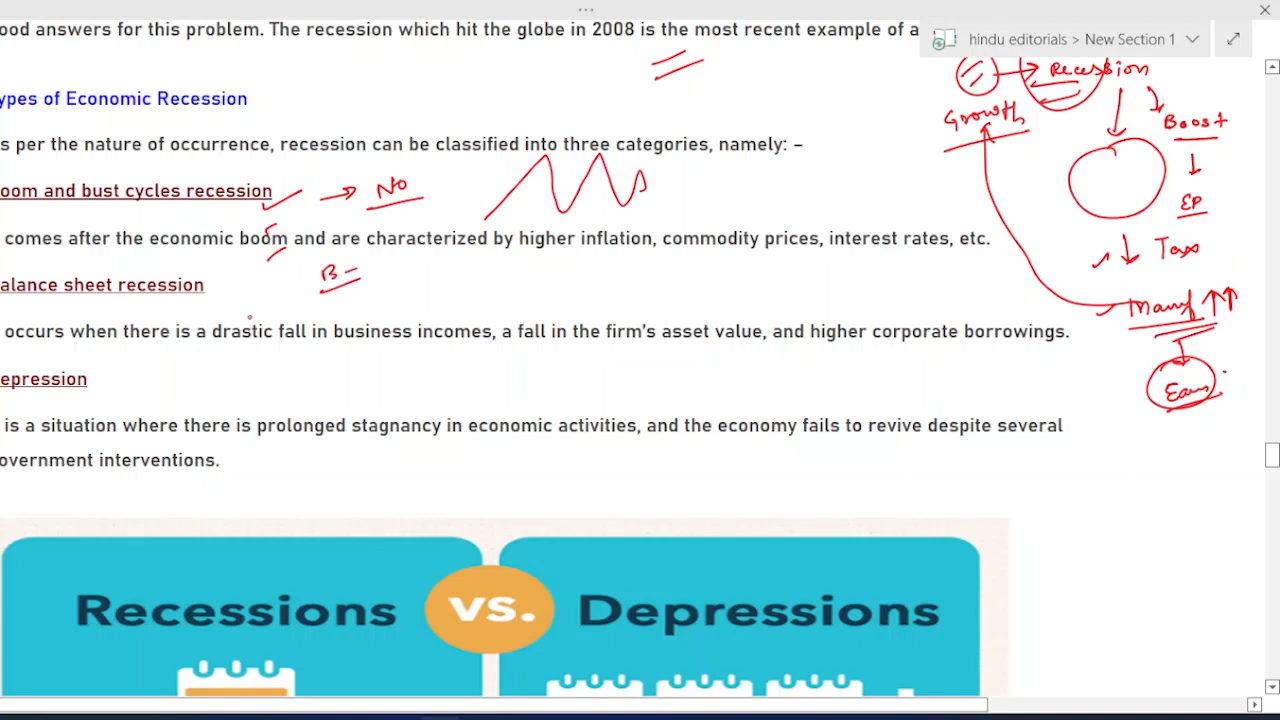 ood answers for this problem. The recession which hit the globe in 2008 is the most recent example of a
hindu editorials > New Section 1
Recession
Growth
Boost
ypes of Economic Recession
s per the nature of occurrence, recession can be classified into three categories, namely: –
oom and bust cycles recession
No
EP
comes after the economic boom and are characterized by higher inflation, commodity prices, interest rates, etc.
Tax
B –
alance sheet recession
Manuf
occurs when there is a drastic fall in business incomes, a fall in the firm's asset value, and higher corporate borrowings.
epression
is a situation where there is prolonged stagnancy in economic activities, and the economy fails to revive despite several
overnment interventions.
Recessions vs. Depressions